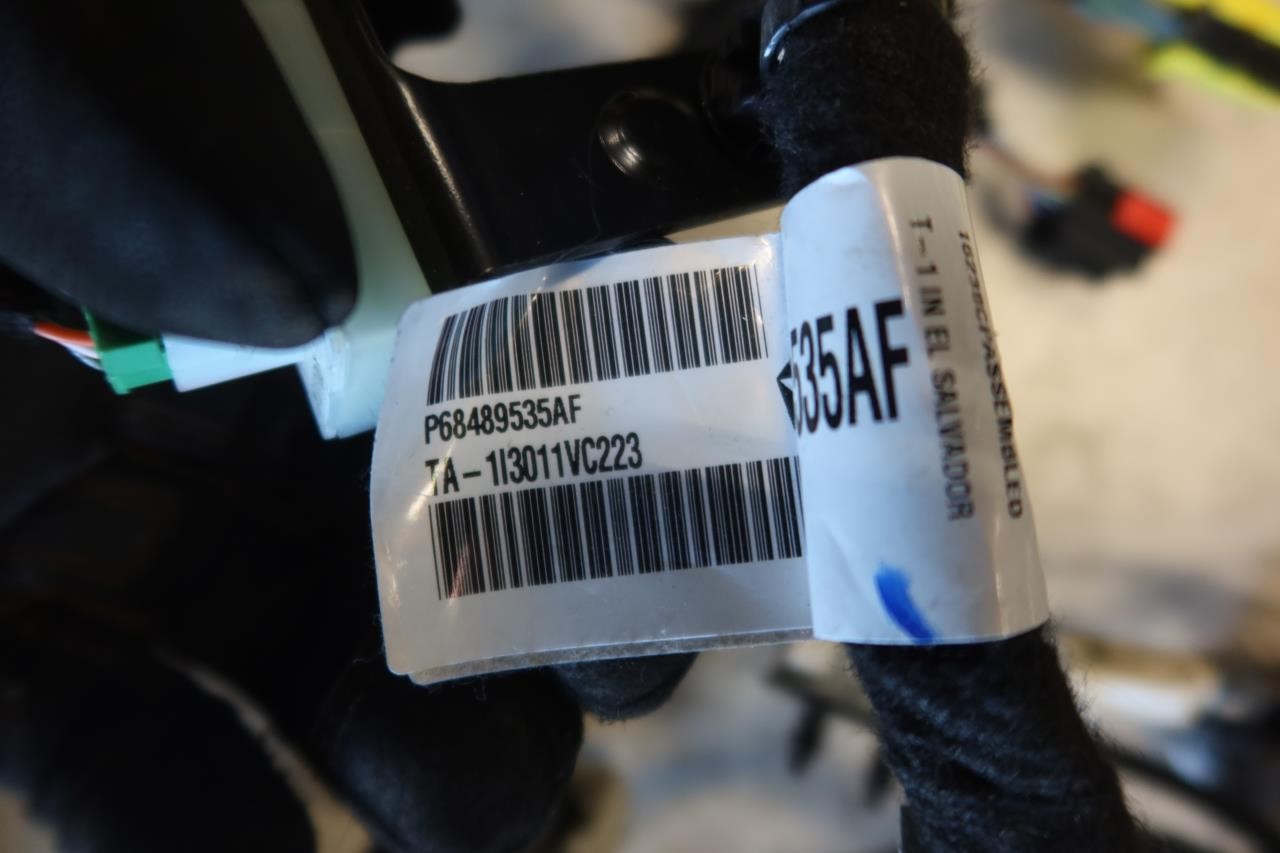 P68489535AF
TA-1I3011VC223
535AF
T-1 IN EL SALVADOR
ASSEMBLED